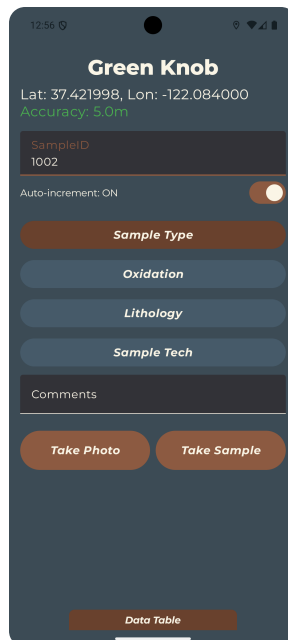 12:56
Green Knob
Lat: 37.421998, Lon: -122.084000
Accuracy: 5.0m
SampleID
1002
Auto-increment: ON
Sample Type
Oxidation
Lithology
Sample Tech
Comments
Take Photo Take Sample
Data Table